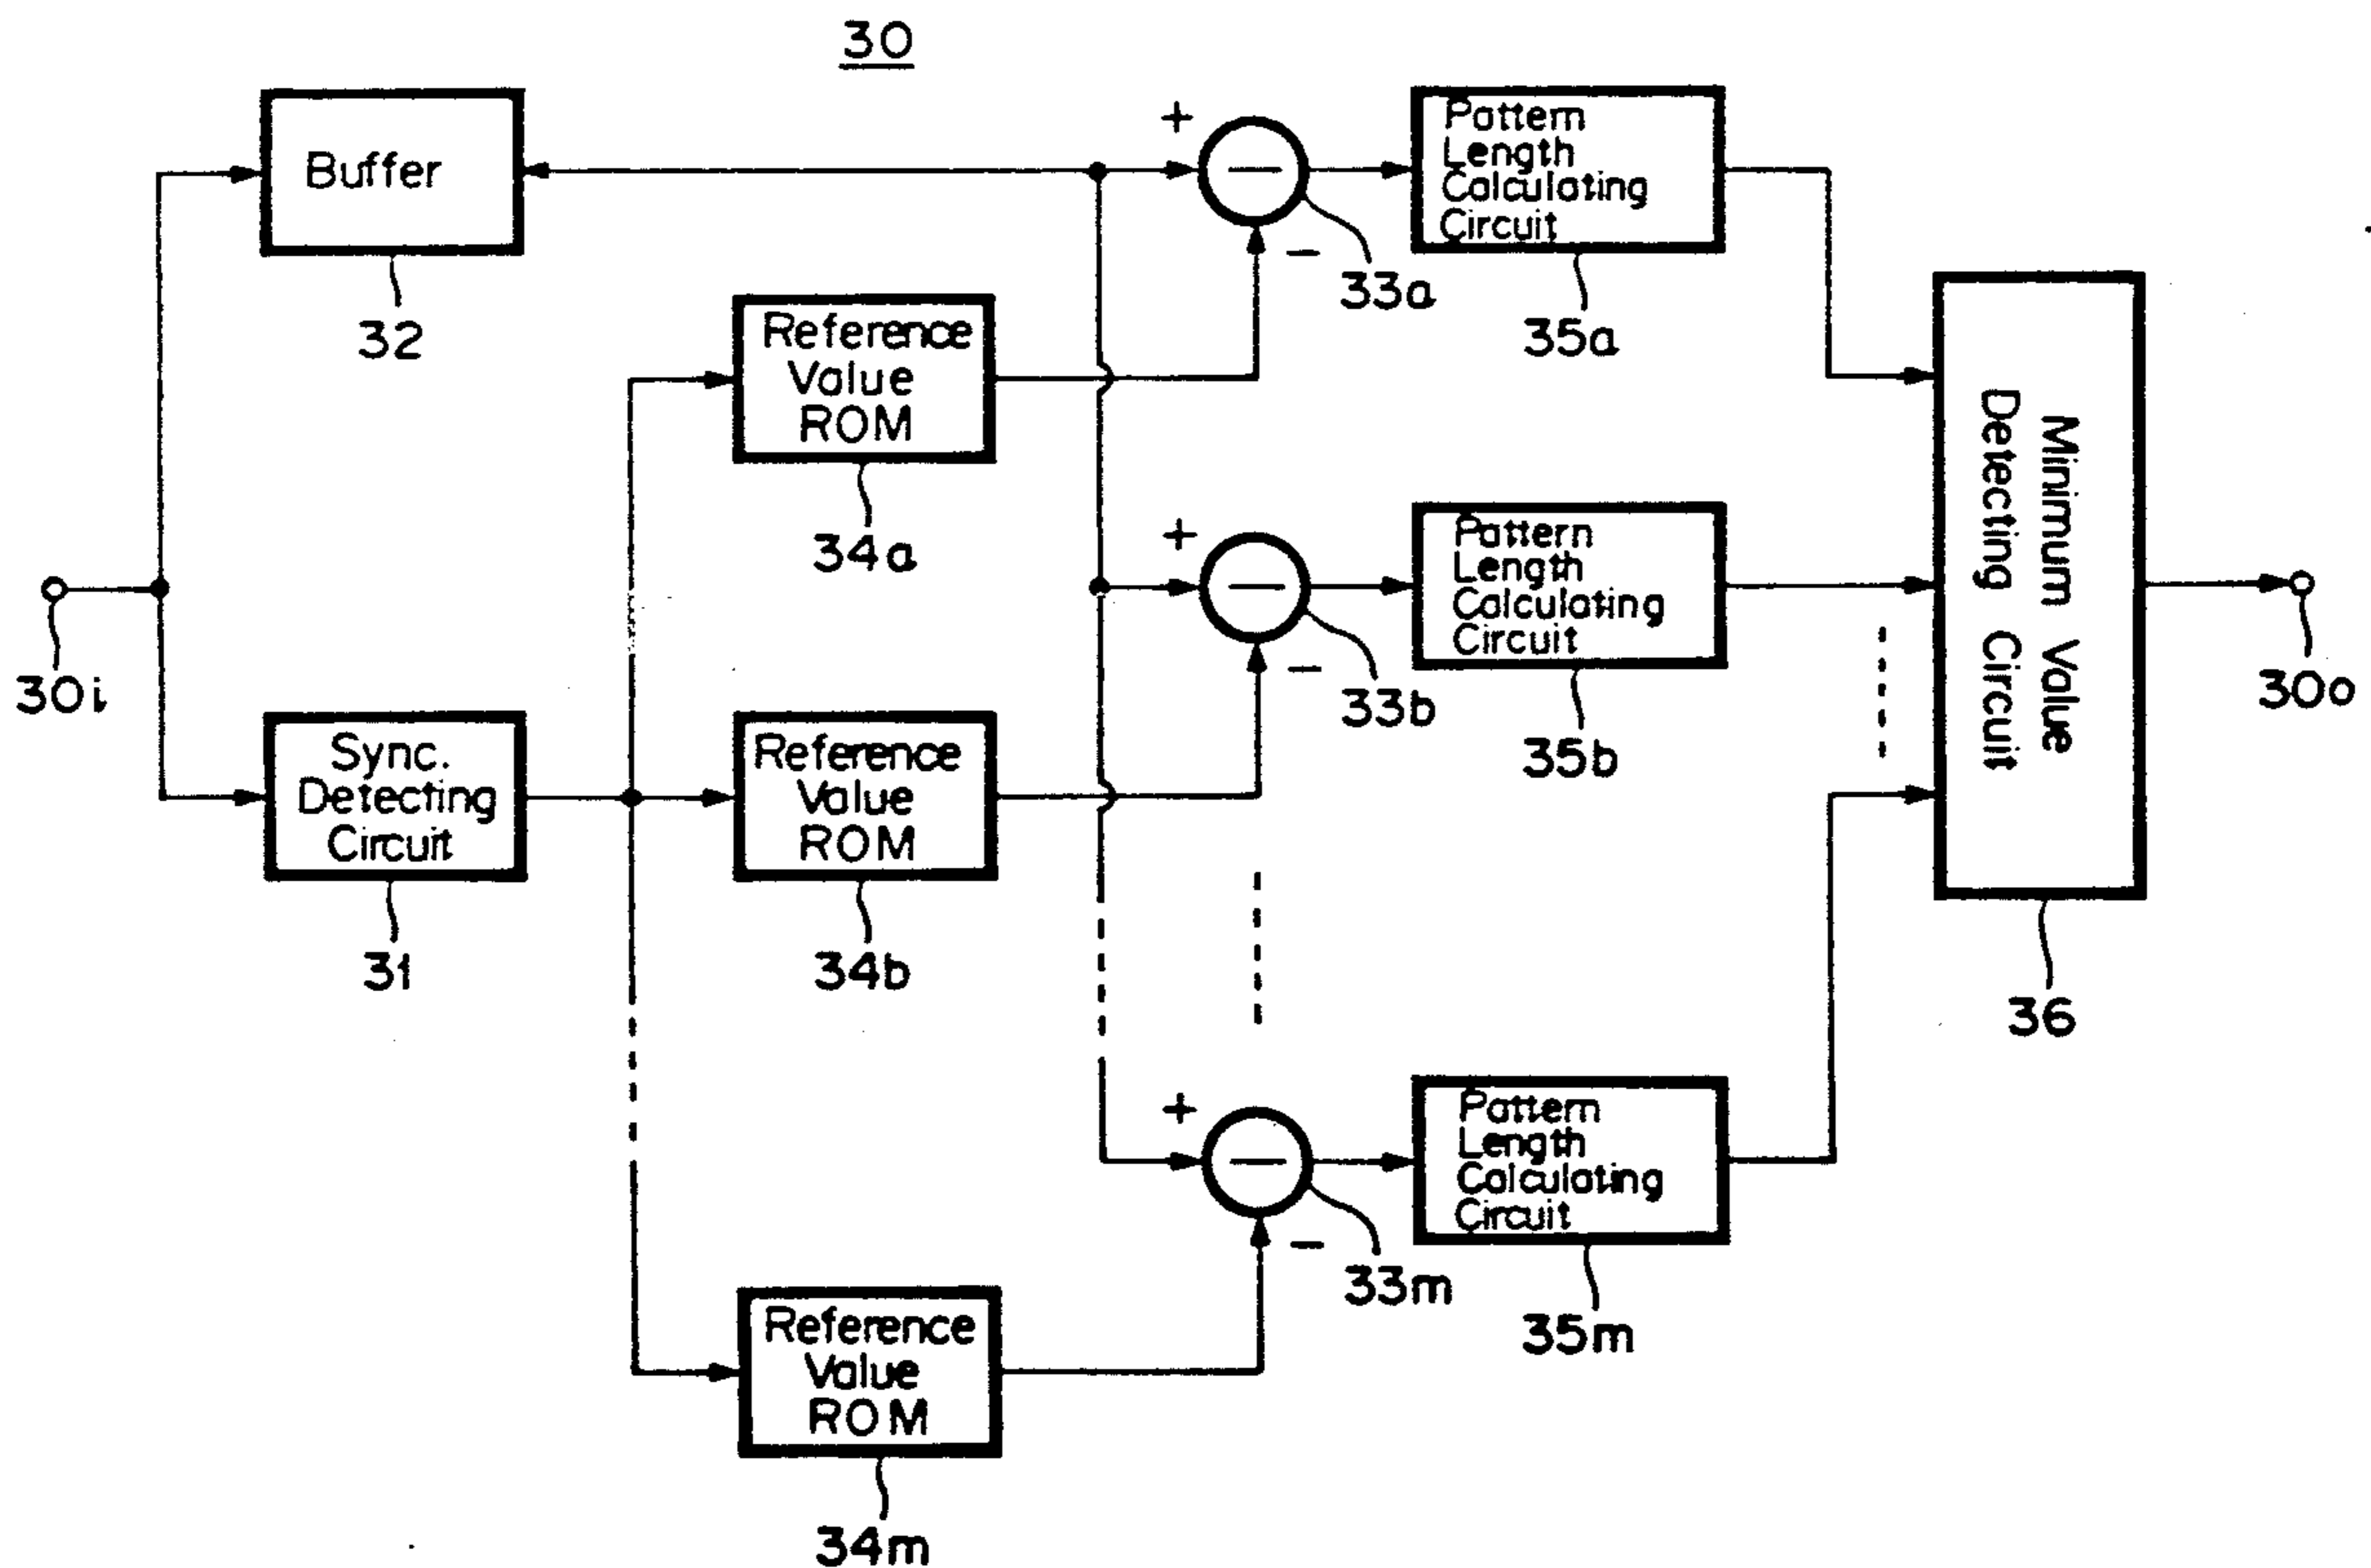 30
Buffer
32
+
−
33a
Pattern
Length
Calculating
Circuit
35a
Reference
Value
ROM
34a
30i
Sync.
Detecting
Circuit
31
Reference
Value
ROM
34b
+
−
33b
Pattern
Length
Calculating
Circuit
35b
Minimum Value
Detecting Circuit
36
30o
+
−
33m
Pattern
Length
Calculating
Circuit
35m
Reference
Value
ROM
34m